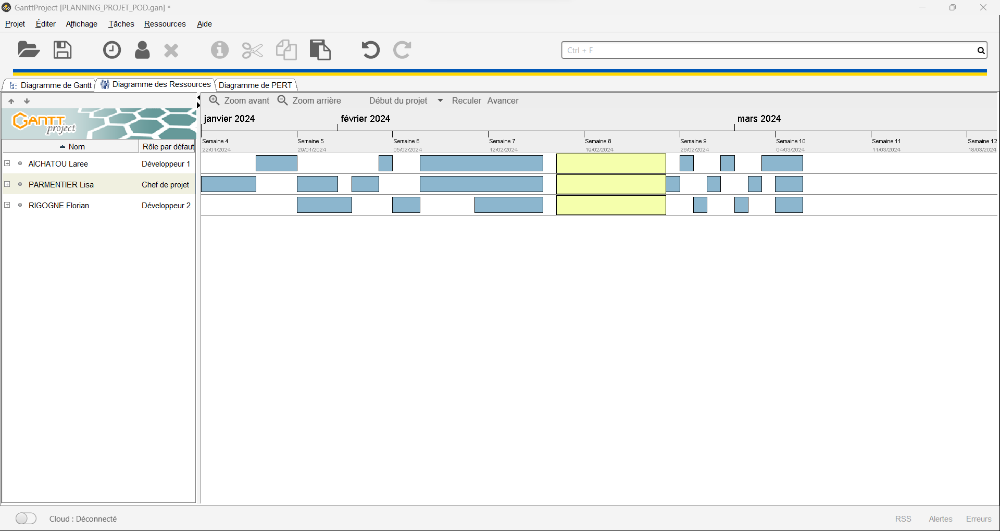 GanttProject [PLANNING_PROJET_POD.gan] *
Projet Éditer Affichage Tâches Ressources Aide
Ctrl + F
Diagramme de Gantt Diagramme des Ressources Diagramme de PERT
Zoom avant Zoom arrière Début du projet Reculer Avancer
GANTT project
janvier 2024 février 2024 mars 2024
Semaine 4 Semaine 5 Semaine 6 Semaine 7 Semaine 8 Semaine 9 Semaine 10 Semaine 11 Semaine 12
22/01/2024 29/01/2024 05/02/2024 12/02/2024 19/02/2024 26/02/2024 04/03/2024 11/03/2024 18/03/2024
Nom Rôle par défaut
AÏCHATOU Laree Développeur 1
PARMENTIER Lisa Chef de projet
RIGOGNE Florian Développeur 2
Cloud : Déconnecté RSS Alertes Erreurs